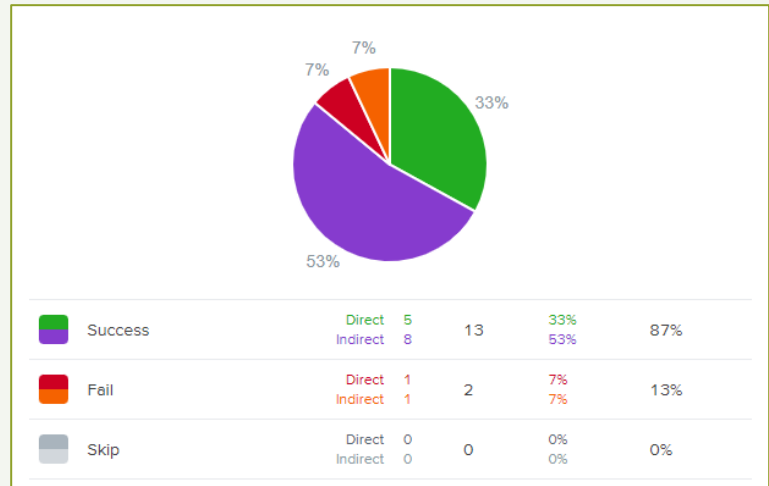 7%
7%
33%
53%
Success Direct 5 13 33% 87%
Indirect 8 53%
Fail Direct 1 2 7% 13%
Indirect 1 7%
Skip Direct 0 0 0% 0%
Indirect 0 0%